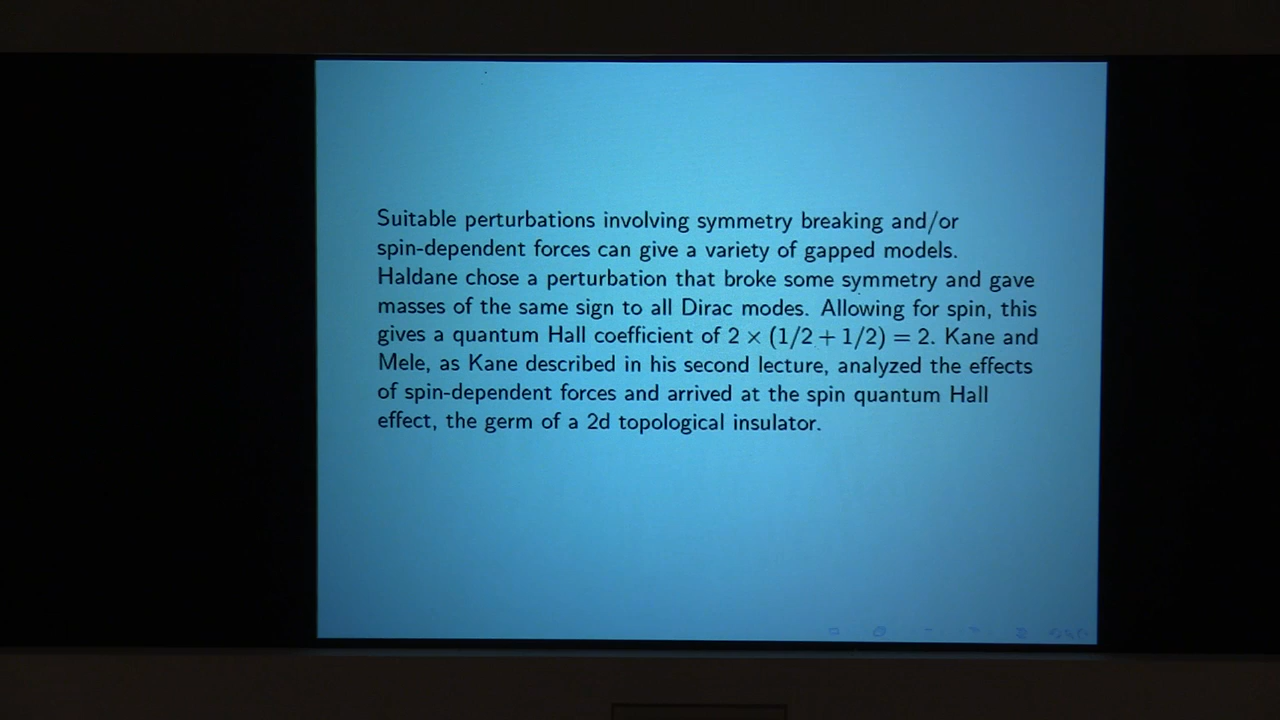 Suitable perturbations involving symmetry breaking and/or
spin-dependent forces can give a variety of gapped models.
Haldane chose a perturbation that broke some symmetry and gave
masses of the same sign to all Dirac modes. Allowing for spin, this
gives a quantum Hall coefficient of 2 × (1/2 + 1/2) = 2. Kane and
Mele, as Kane described in his second lecture, analyzed the effects
of spin-dependent forces and arrived at the spin quantum Hall
effect, the germ of a 2d topological insulator.